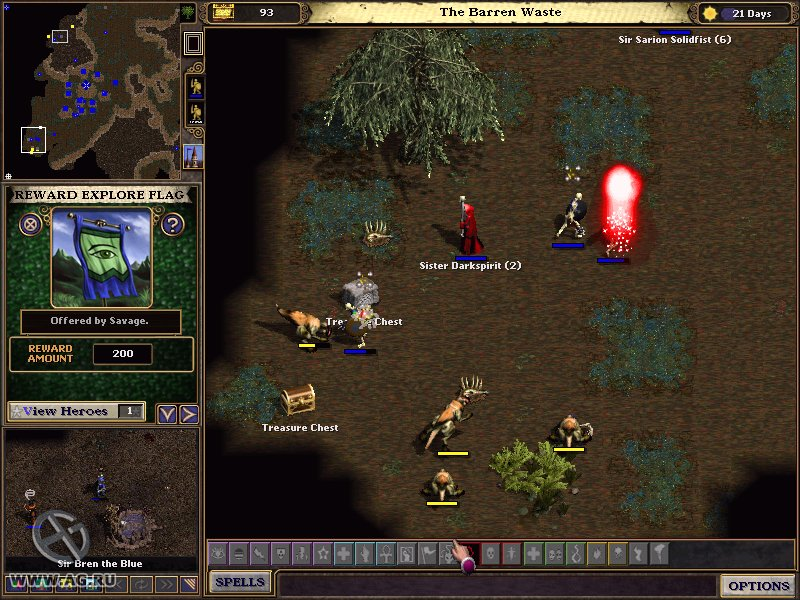 93
The Barren Waste
21 Days
Sir Sarion Solidfist (6)
REWARD EXPLORE FLAG
?
Sister Darkspirit (2)
Offered by Savage.
Chest
REWARD AMOUNT
200
Treasure Chest
View Heroes
1
Sir Bren the Blue
WWW.AG.RU
SPELLS
OPTIONS